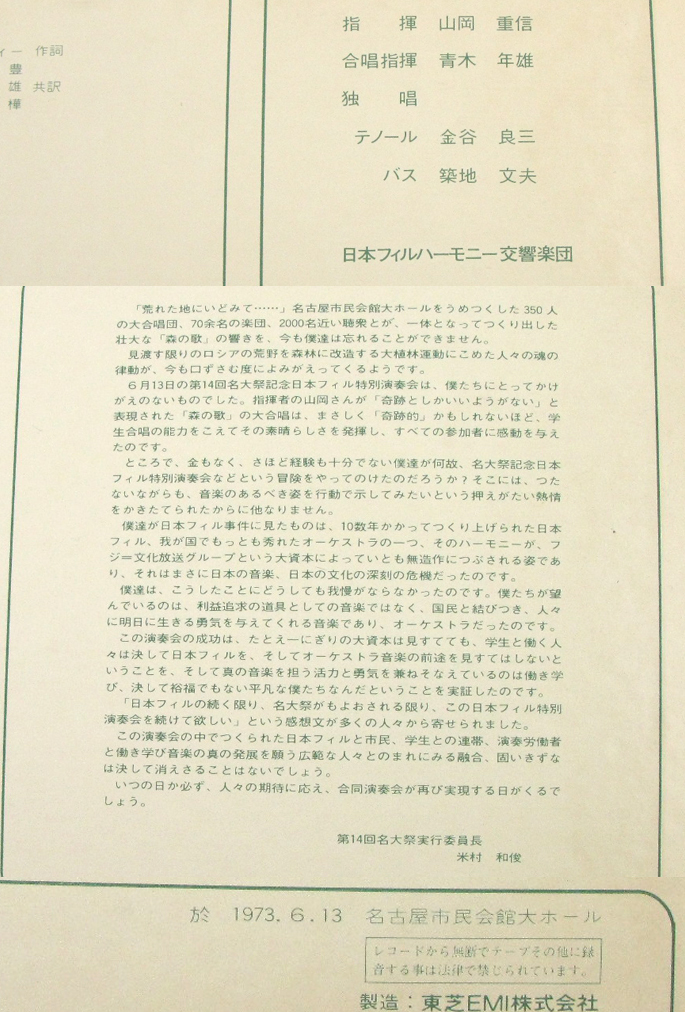 ィー 作詞
豊
雄 共訳
樺
指　　揮　山岡　重信
合唱指揮　青木　年雄
独　　唱
テノール　金谷　良三
バス　築地　文夫
日本フィルハーモニー交響楽団
「荒れた地にいどみて……」名古屋市民会館大ホールをうめつくした350人
の大合唱団、70余名の楽団、2000名近い聴衆とが、一体となってつくり出した
壮大な「森の歌」の響きを、今も僕達は忘れることができません。
見渡す限りのロシアの荒野を森林に改造する大植林運動にこめた人々の魂の
律動が、今も口ずさむ度によみがえってくるようです。
6月13日の第14回名大祭記念日本フィル特別演奏会は、僕たちにとってかけ
がえのないものでした。指揮者の山岡さんが「奇跡としかいいようがない」と
表現された「森の歌」の大合唱は、まさしく「奇跡的」かもしれないほど、学
生合唱の能力をこえてその素晴らしさを発揮し、すべての参加者に感動を与え
たのです。
ところで、金もなく、さほど経験も十分でない僕達が何故、名大祭記念日本
フィル特別演奏会などという冒険をやってのけたのだろうか？そこには、つた
ないながらも、音楽のあるべき姿を行動で示してみたいという押えがたい熱情
をかきたてられたからに他なりません。
僕達が日本フィル事件に見たものは、10数年かかってつくり上げられた日本
フィル、我が国でもっとも秀れたオーケストラの一つ、そのハーモニーが、フ
ジ=文化放送グループという大資本によっていとも無造作につぶされる姿であ
り、それはまさに日本の音楽、日本の文化の深刻の危機だったのです。
僕達は、こうしたことにどうしても我慢がならなかったのです。僕たちが望
んでいるのは、利益追求の道具としての音楽ではなく、国民と結びつき、人々
に明日に生きる勇気を与えてくれる音楽であり、オーケストラだったのです。
この演奏会の成功は、たとえ一にぎりの大資本は見すてても、学生と働く人
々は決して日本フィルを、そしてオーケストラ音楽の前途を見すてはしないと
いうことを、そして真の音楽を担う活力と勇気を兼ねそなえているのは働き学
び、決して裕福でもない平凡な僕たちなんだということを実証したのです。
「日本フィルの続く限り、名大祭がもよおされる限り、この日本フィル特別
演奏会を続けて欲しい」という感想文が多くの人々から寄せられました。
この演奏会の中でつくられた日本フィルと市民、学生との連帯、演奏労働者
と働き学び音楽の真の発展を願う広範な人々とのまれにみる融合、固いきずな
は決して消えさることはないでしょう。
いつの日か必ず、人々の期待に応え、合同演奏会が再び実現する日がくるで
しょう。
第14回名大祭実行委員長
米村　和俊
於　1973.6.13　名古屋市民会館大ホール
レコードから無断でテープその他に録
音する事は法律で禁じられています。
製造：東芝EMI株式会社